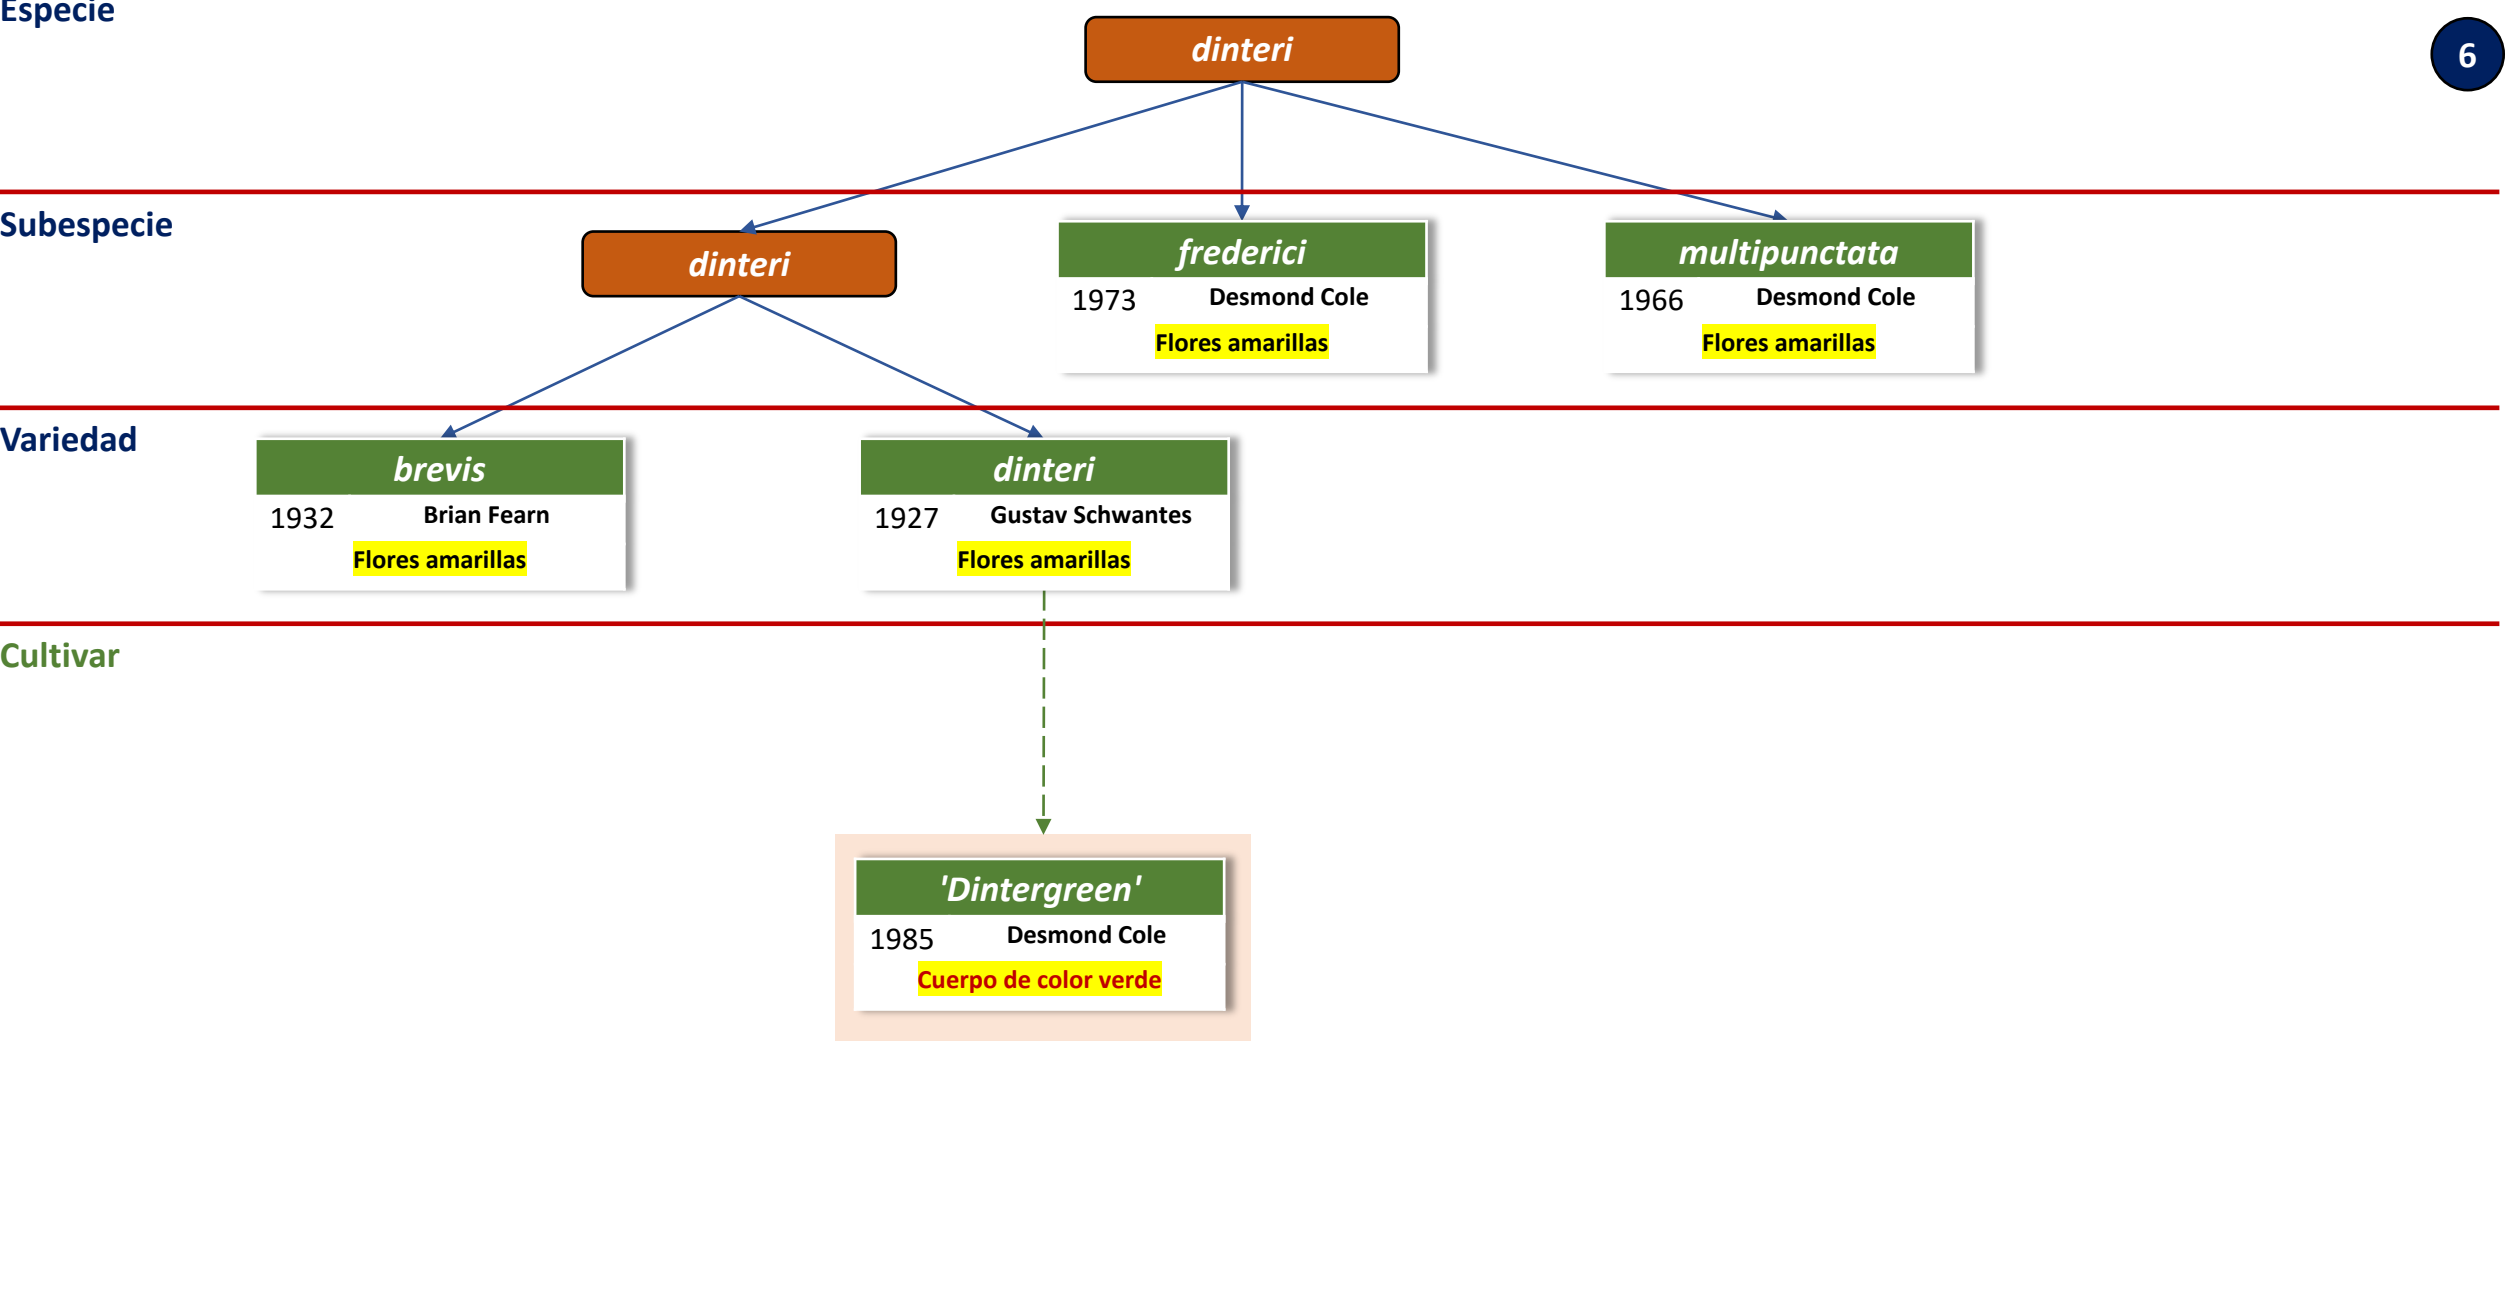 Especie
dinteri
6
Subespecie
dinteri
frederici
1973 Desmond Cole
Flores amarillas
multipunctata
1966 Desmond Cole
Flores amarillas
Variedad
brevis
1932 Brian Fearn
Flores amarillas
dinteri
1927 Gustav Schwantes
Flores amarillas
Cultivar
'Dintergreen'
1985 Desmond Cole
Cuerpo de color verde